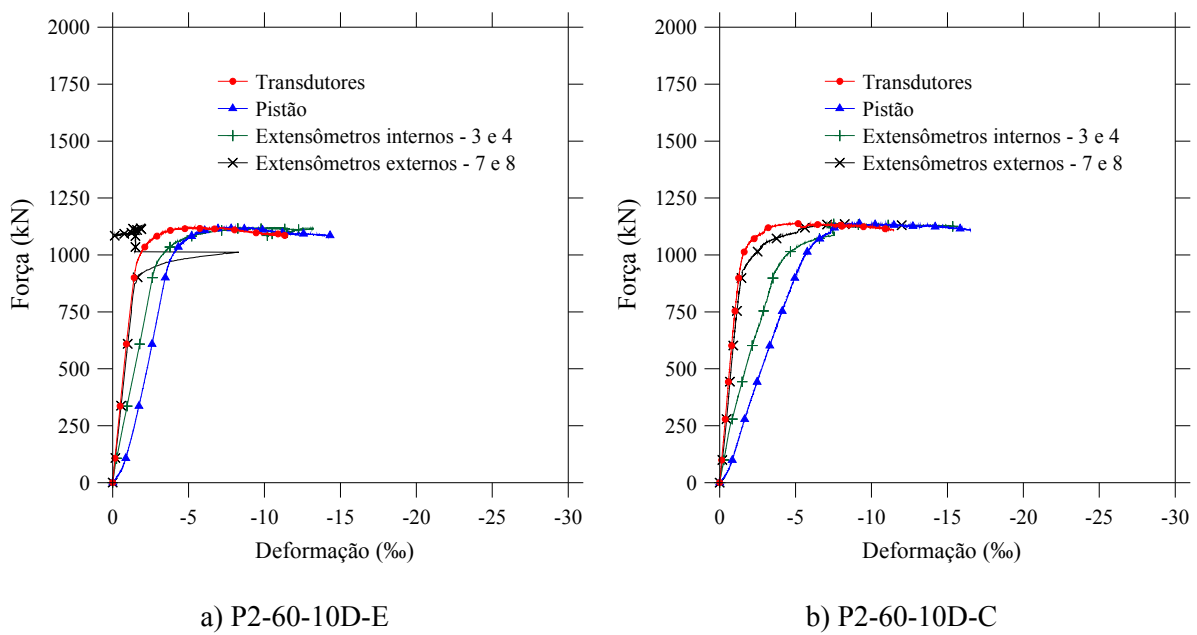 2000
1750
1500
1250
1000
750
500
250
0
Força (kN)
Transdutores
Pistão
Extensômetros internos - 3 e 4
Extensômetros externos - 7 e 8
0 -5 -10 -15 -20 -25 -30
Deformação (‰)
a) P2-60-10D-E
2000
1750
1500
1250
1000
750
500
250
0
Força (kN)
Transdutores
Pistão
Extensômetros internos - 3 e 4
Extensômetros externos - 7 e 8
0 -5 -10 -15 -20 -25 -30
Deformação (‰)
b) P2-60-10D-C